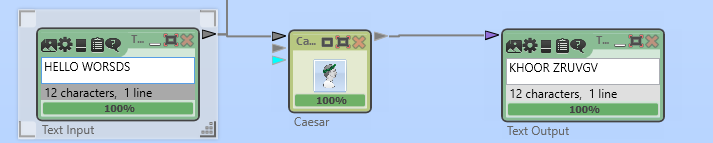 T... _
HELLO WORSDS
12 characters, 1 line
100%
Text Input
Ca...
100%
Caesar
T... _
KHOOR ZRUVGV
12 characters, 1 line
100%
Text Output